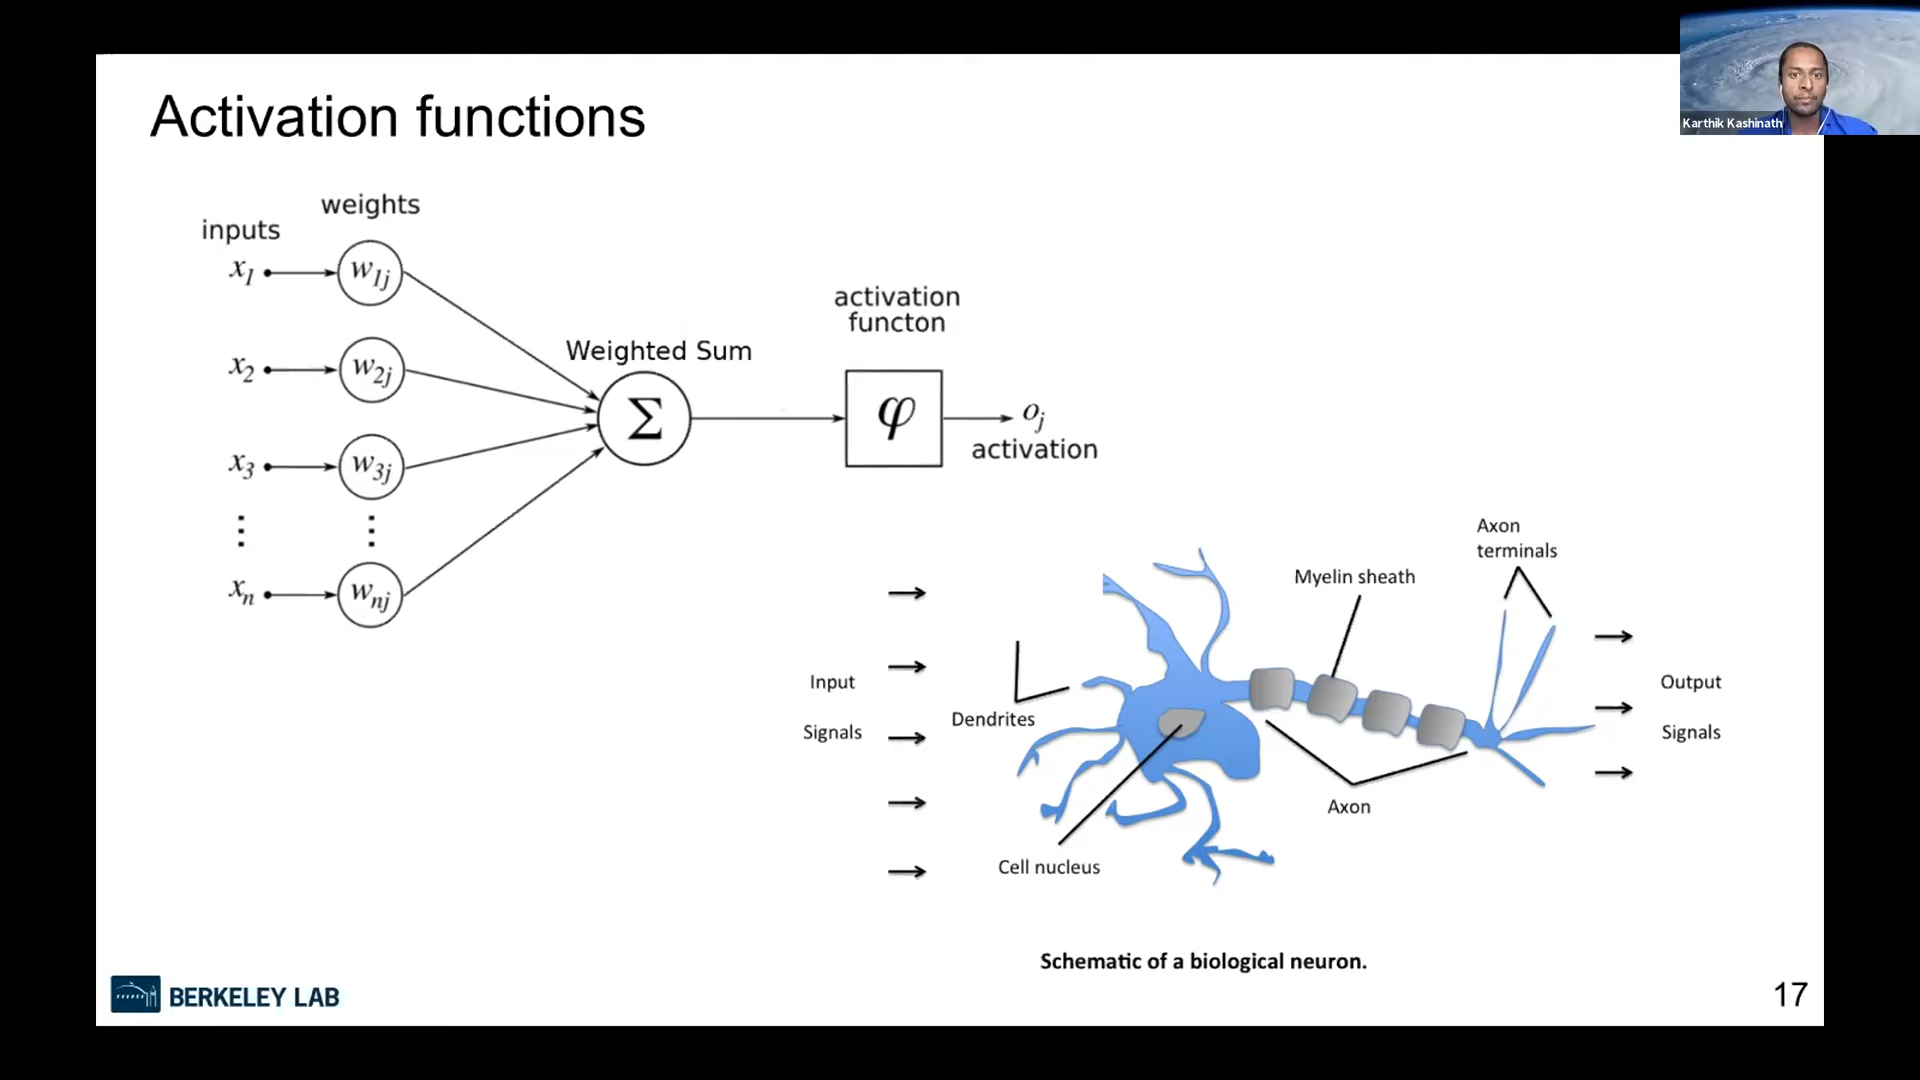 Karthik Kashinath
Activation functions
weights
inputs
x1
w1j
x2
w2j
x3
w3j
⋮
⋮
xn
wnj
Weighted Sum
Σ
activation
functon
φ
oj
activation
Axon
terminals
Myelin sheath
Input
Signals
Dendrites
Output
Signals
Axon
Cell nucleus
Schematic of a biological neuron.
BERKELEY LAB
17